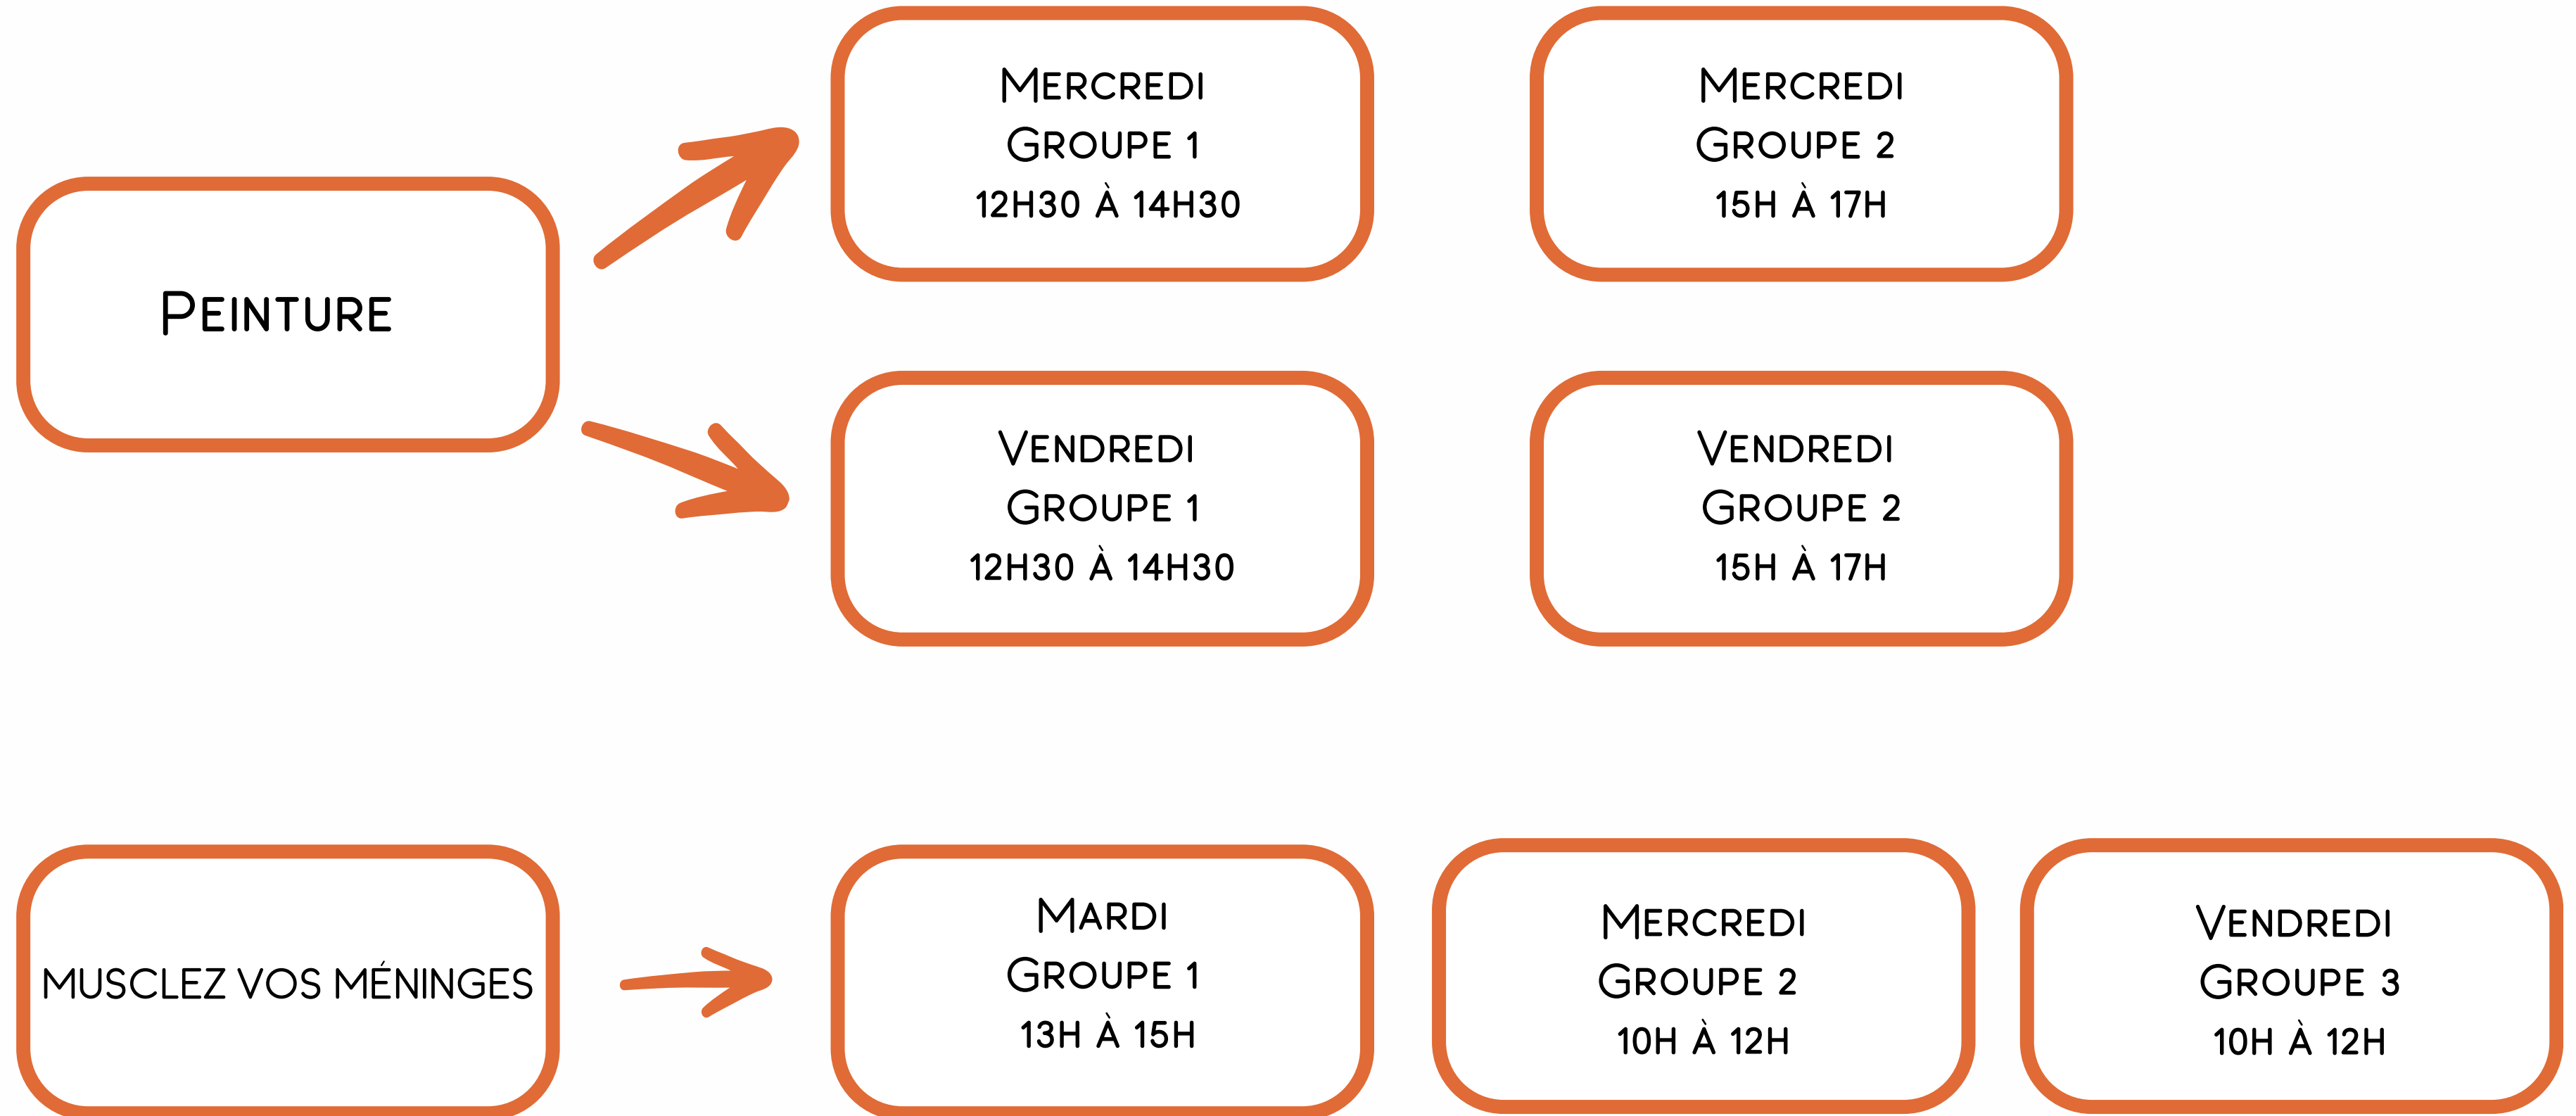 Peinture
Mercredi
Groupe 1
12h30 à 14h30
Mercredi
Groupe 2
15h à 17h
Vendredi
Groupe 1
12h30 à 14h30
Vendredi
Groupe 2
15h à 17h
MUSCLEZ VOS MÉNINGES
Mardi
Groupe 1
13h à 15h
Mercredi
Groupe 2
10h à 12h
Vendredi
Groupe 3
10h à 12h